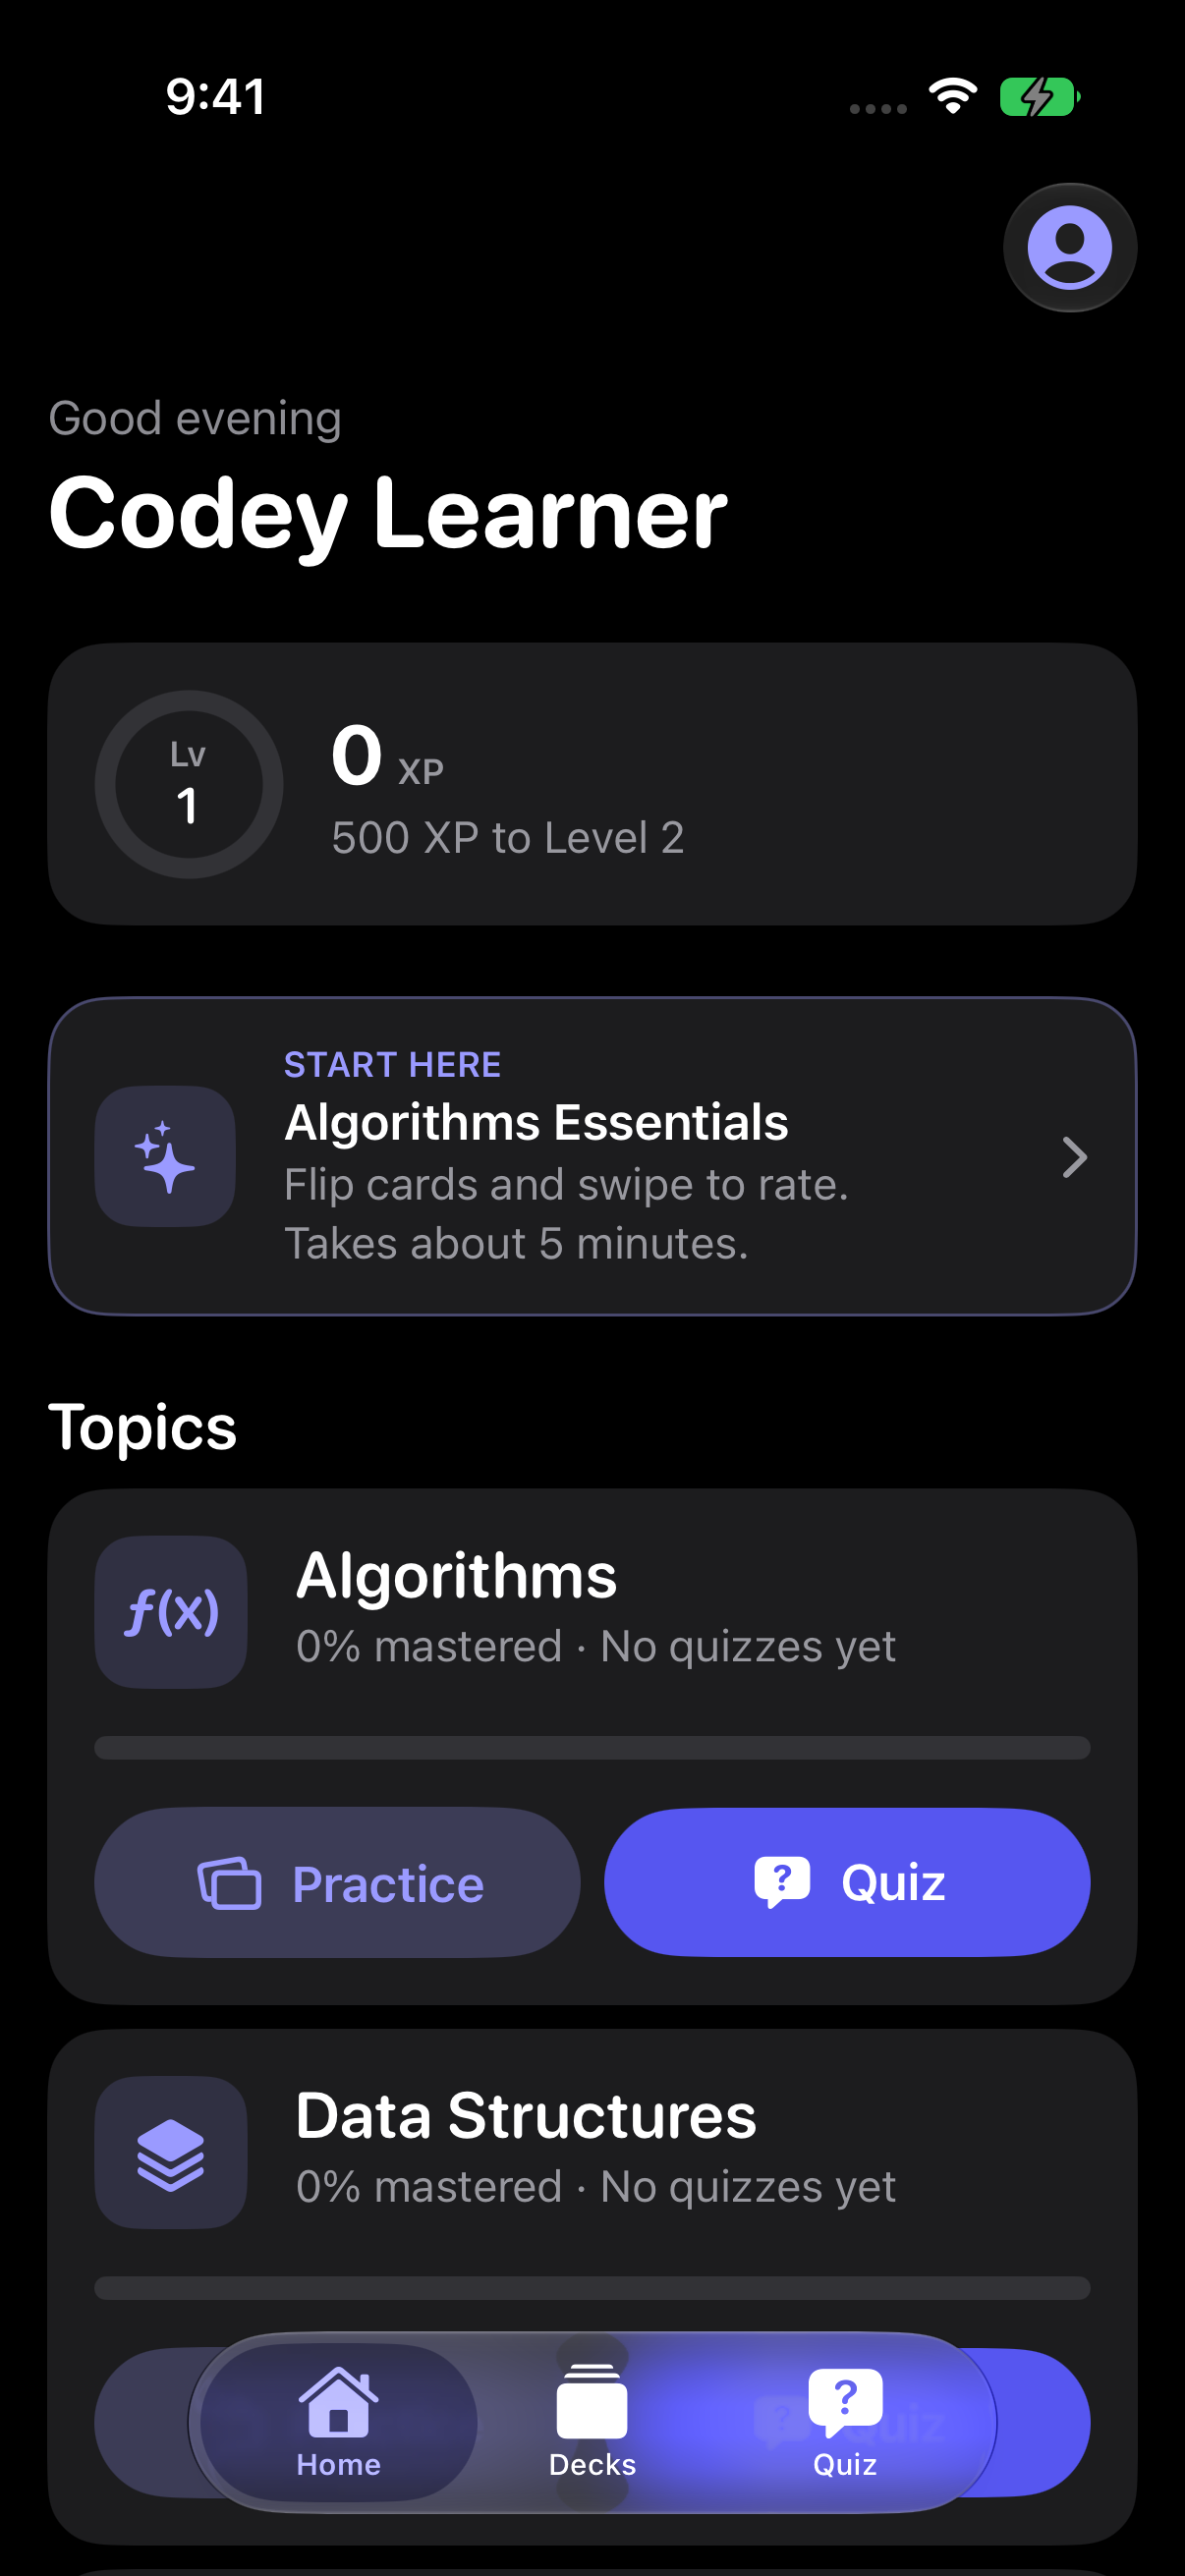 9:41
Good evening
Codey Learner
Lv
1
0 XP
500 XP to Level 2
START HERE
Algorithms Essentials
Flip cards and swipe to rate.
Takes about 5 minutes.
Topics
f(x)
Algorithms
0% mastered · No quizzes yet
Practice
? Quiz
Data Structures
0% mastered · No quizzes yet
Quiz
?
Home
Decks
Quiz